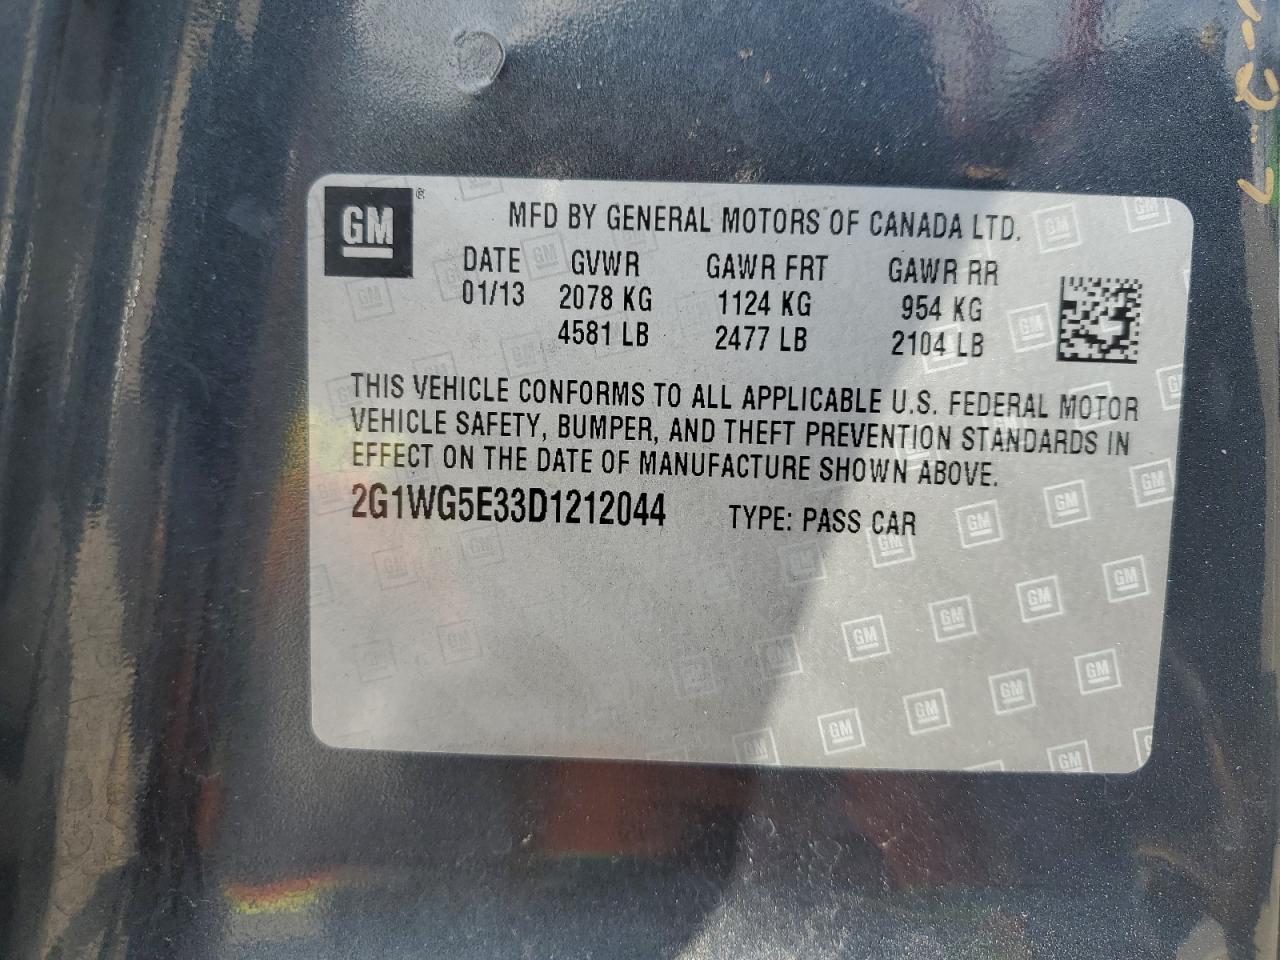 GM ®
MFD BY GENERAL MOTORS OF CANADA LTD.
DATE GVWR GAWR FRT GAWR RR
01/13 2078 KG 1124 KG 954 KG
4581 LB 2477 LB 2104 LB
THIS VEHICLE CONFORMS TO ALL APPLICABLE U.S. FEDERAL MOTOR
VEHICLE SAFETY, BUMPER, AND THEFT PREVENTION STANDARDS IN
EFFECT ON THE DATE OF MANUFACTURE SHOWN ABOVE.
2G1WG5E33D1212044 TYPE: PASS CAR